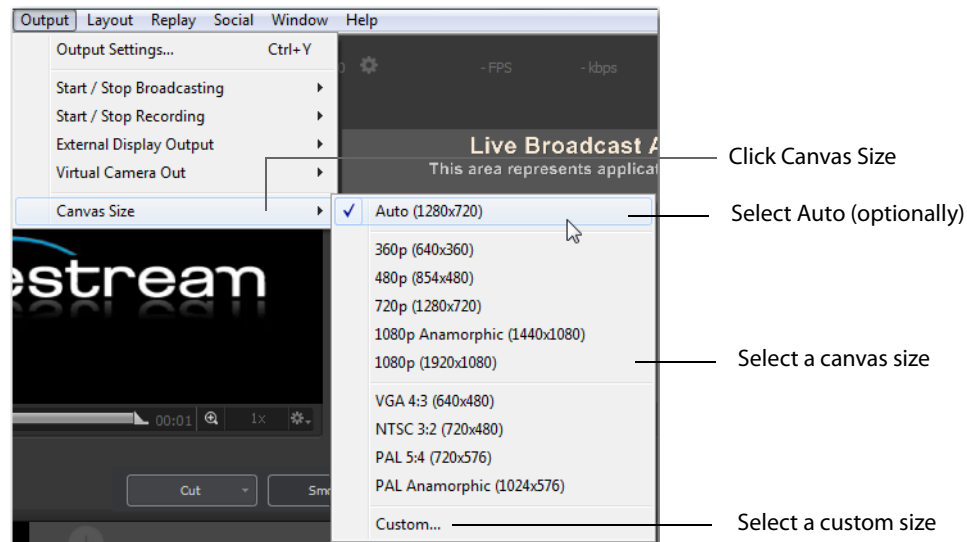 Output Layout Replay Social Window Help
Output Settings... Ctrl+Y
- FPS - kbps
Start / Stop Broadcasting
Start / Stop Recording
External Display Output
Live Broadcast
Virtual Camera Out
This area represents
Click Canvas Size
Canvas Size
Auto (1280x720)
Select Auto (optionally)
360p (640x360)
480p (854x480)
720p (1280x720)
1080p Anamorphic (1440x1080)
1080p (1920x1080)
Select a canvas size
estream
VGA 4:3 (640x480)
00:01 1x
NTSC 3:2 (720x480)
PAL 5:4 (720x576)
PAL Anamorphic (1024x576)
Cut
Custom...
Select a custom size